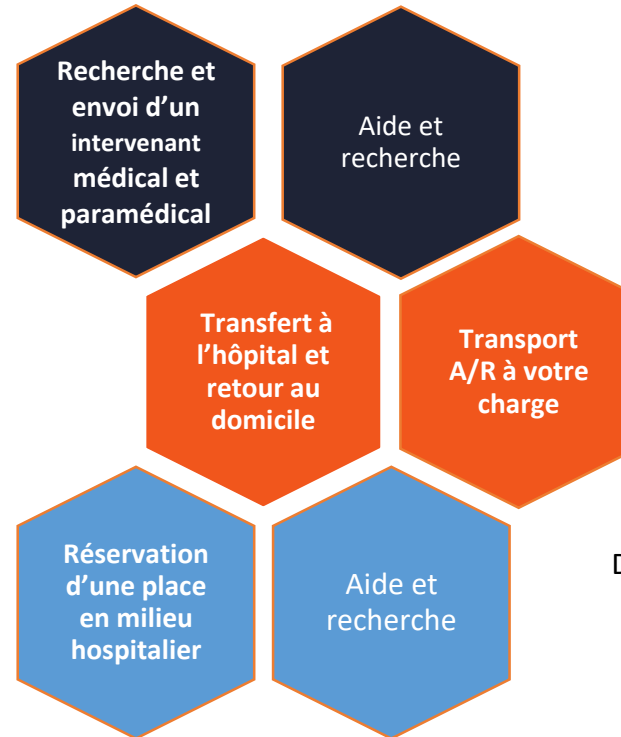 Recherche et
envoi d’un
intervenant
médical et
paramédical
Aide et
recherche
Transfert à
l’hôpital et
retour au
domicile
Transport
A/R à votre
charge
Réservation
d’une place
en milieu
hospitalier
Aide et
recherche
D